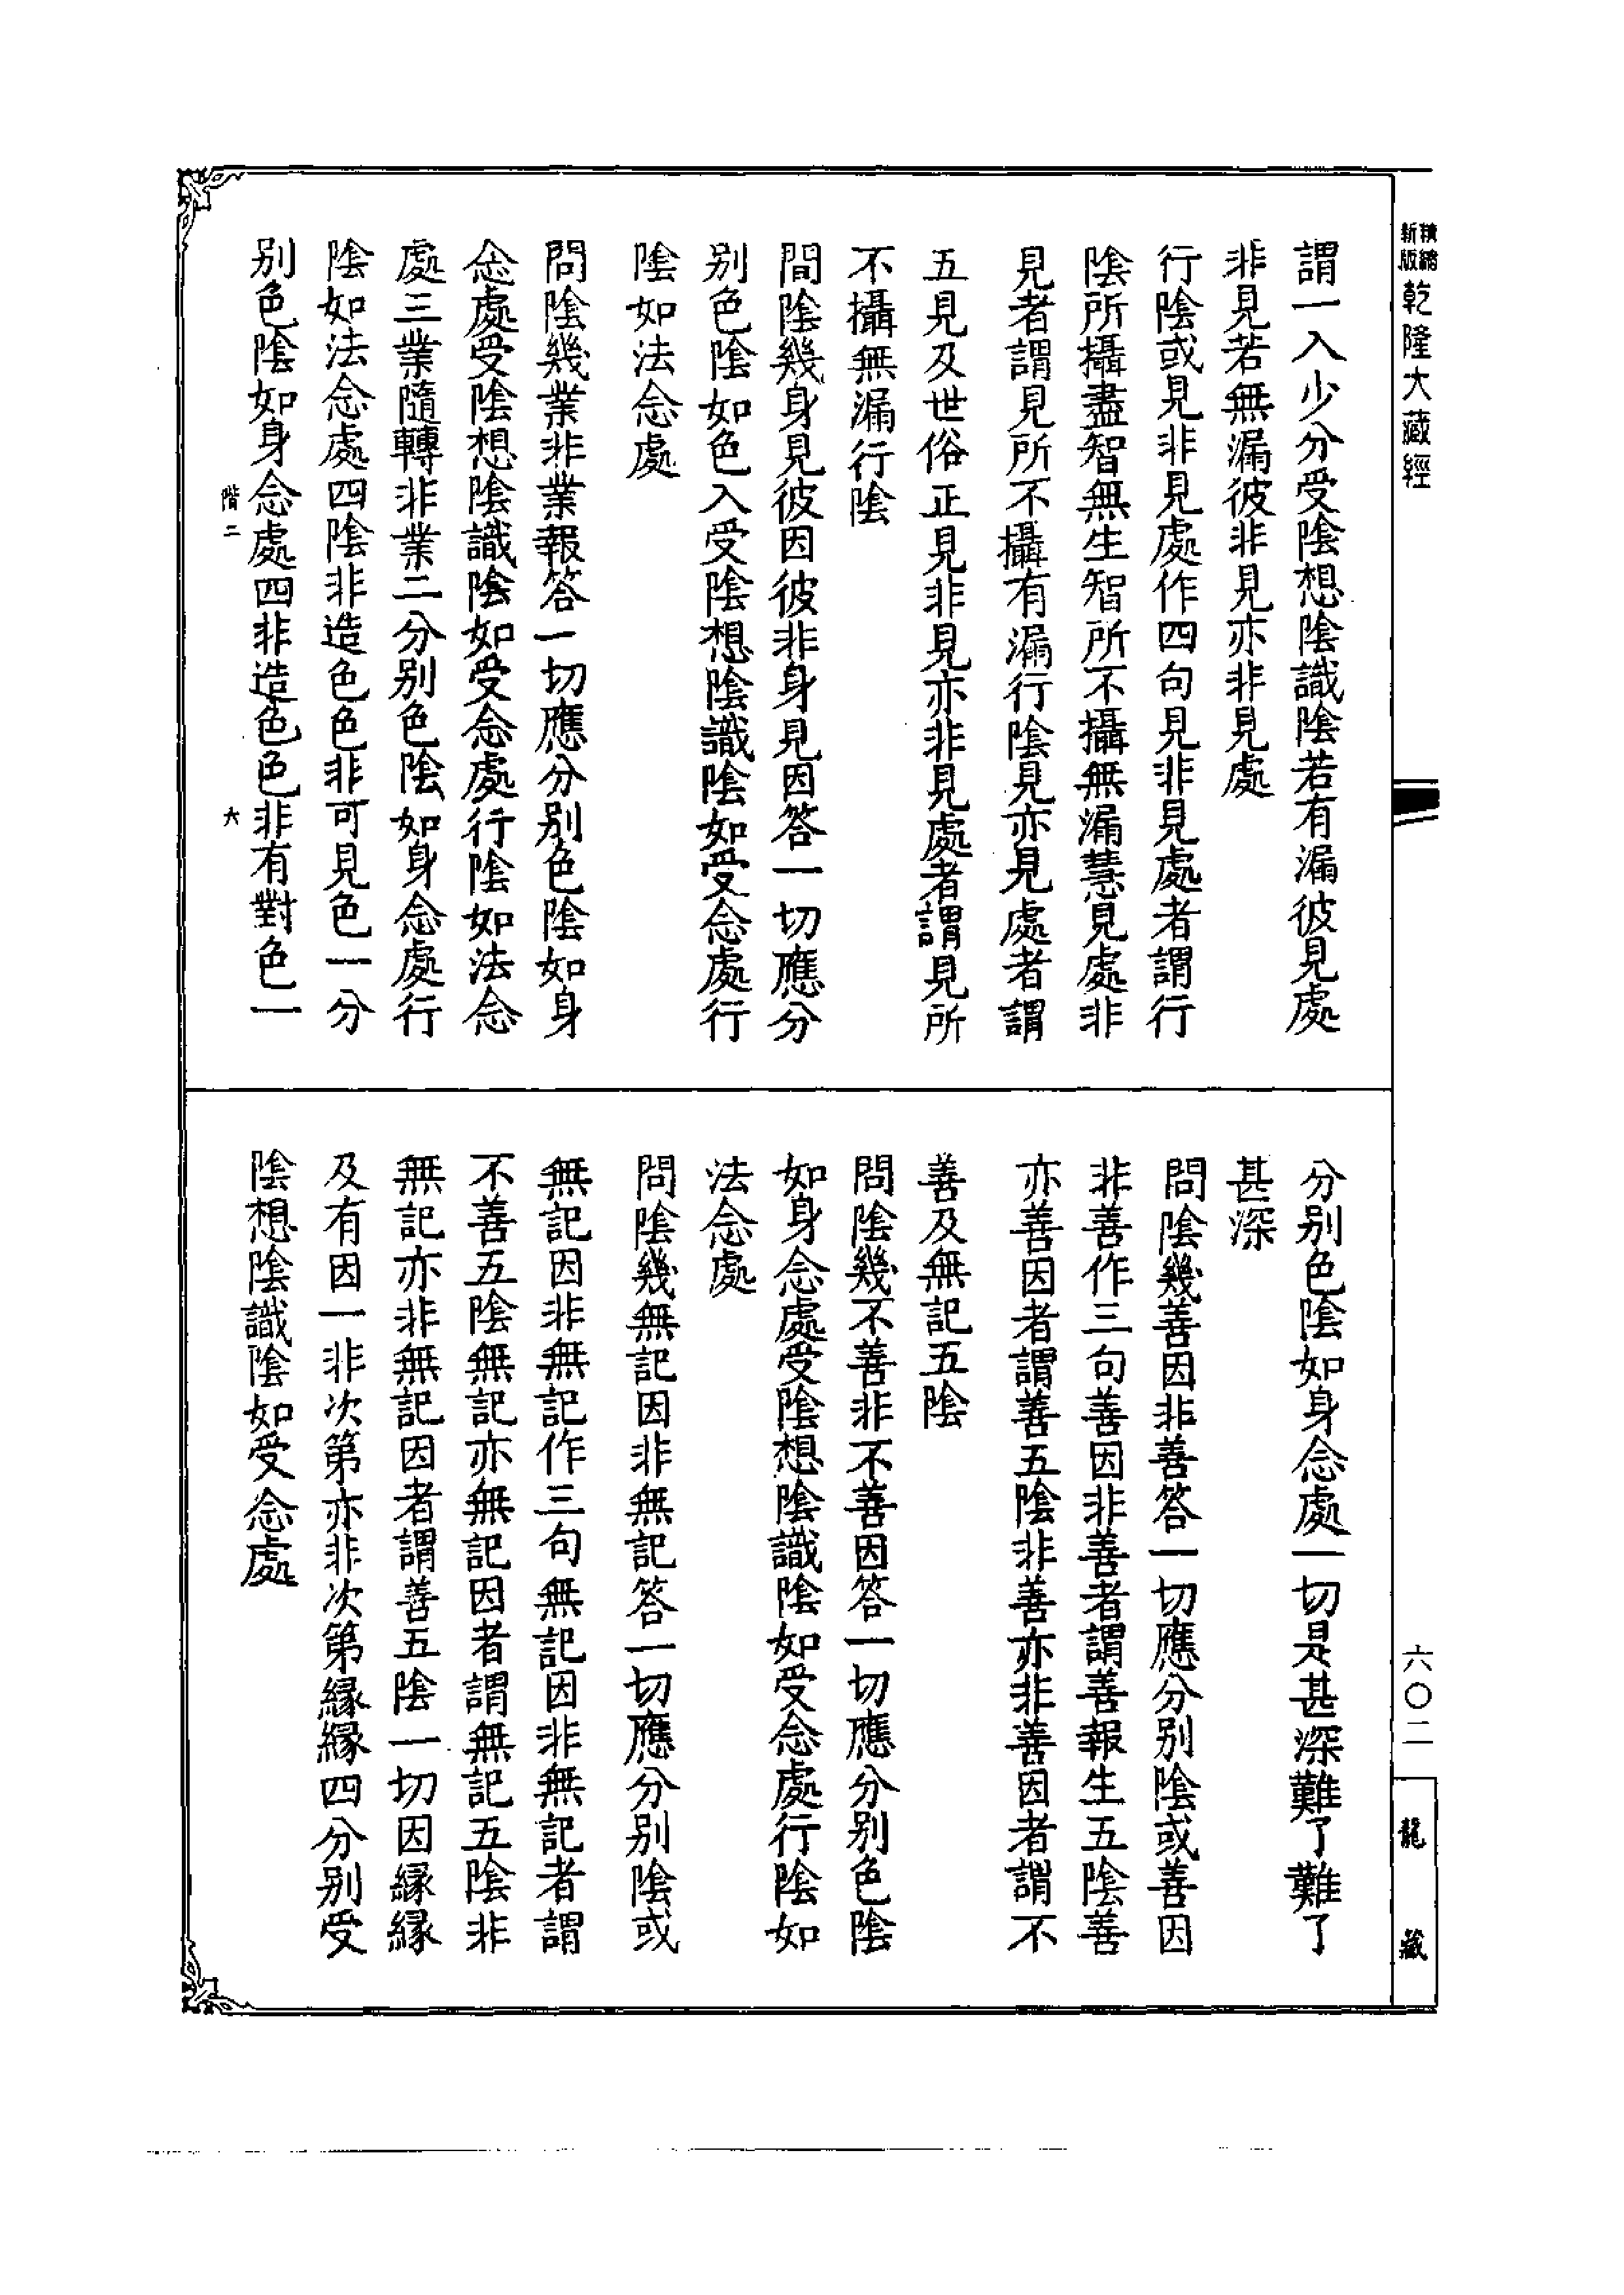 新版精縮乾隆大藏經
謂一入少分受陰想陰識陰若有漏彼見處
非見若無漏彼非見亦非見處
行陰或見非見處作四句見非見處者謂行
陰所攝盡智無生智所不攝無漏慧見處非
見者謂見所不攝有漏行陰見亦見處者謂
五見及世俗正見非見亦非見處者謂見所
不攝無漏行陰
間陰幾身見彼因彼非身見因答一切應分
别色陰如色入受陰想陰識陰如受念處行
陰如法念處
問陰幾業非業報答一切應分别色陰如身
念處受陰想陰識陰如受念處行陰如法念
處三業隨轉非業二分别色陰如身念處行
陰如法念處四陰非造色色非可見色一分
别色陰如身念處四非造色色非有對色一
階二
六
分别色陰如身念處一切是甚深難了難了
甚深
問陰幾善因非善答一切應分别陰或善因
非善作三句善因非善者謂善報生五陰善
亦善因者謂善五陰非善亦非善因者謂不
善及無記五陰
問陰幾不善非不善因答一切應分别色陰
如身念處受陰想陰識陰如受念處行陰如
法念處
問陰幾無記因非無記答一切應分别陰或
無記因非無記作三句無記因非無記者謂
不善五陰無記亦無記因者謂無記五陰非
無記亦非無記因者謂善五陰一切因緣緣
及有因一非次第亦非次第緣緣四分别受
陰想陰識陰如受念處
六〇二
龍藏